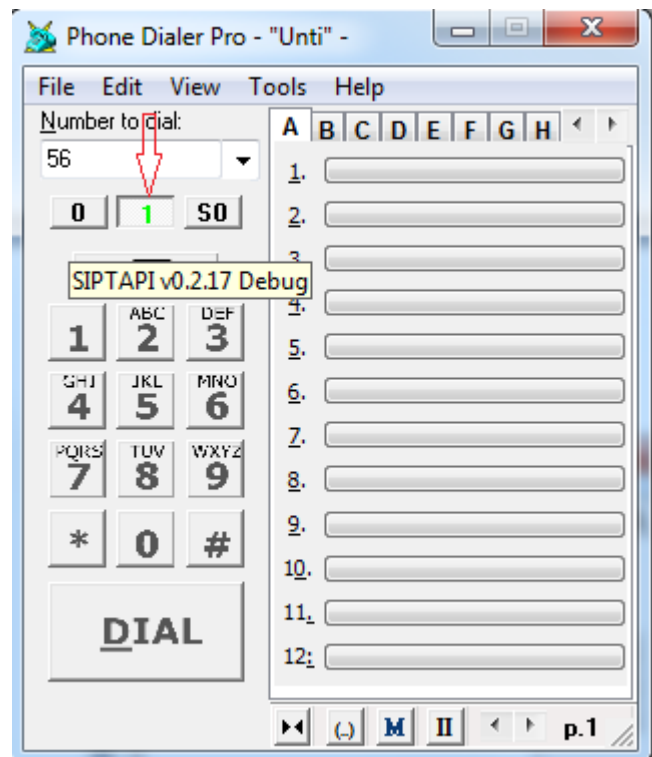 Phone Dialer Pro - "Unti" -
File Edit View Tools Help
Number to dial:
56
0 1 S0
SIPTAPI v0.2.17 Debug
1
ABC 2
DEF 3
GHI 4
JKL 5
MNO 6
PQRS 7
TUV 8
WXYZ 9
* 0 #
DIAL
A B C D E F G H
1.
2.
3.
4.
5.
6.
7.
8.
9.
10.
11.
12:
(..) M II p.1